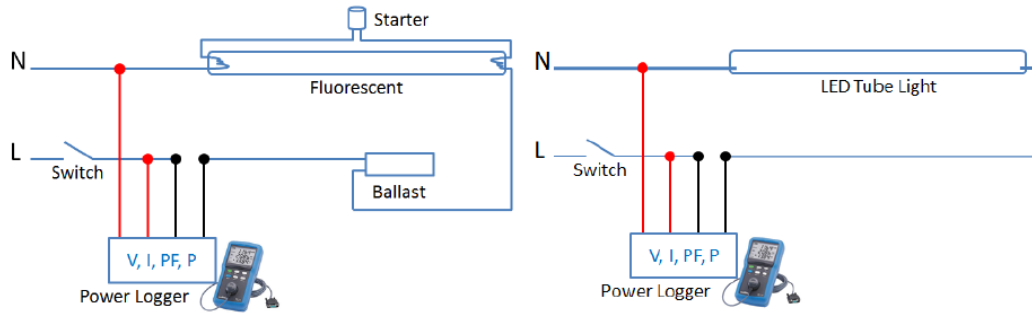 Starter
N
Fluorescent
L
Switch
Ballast
V, I, PF, P
Power Logger
N
LED Tube Light
L
Switch
V, I, PF, P
Power Logger